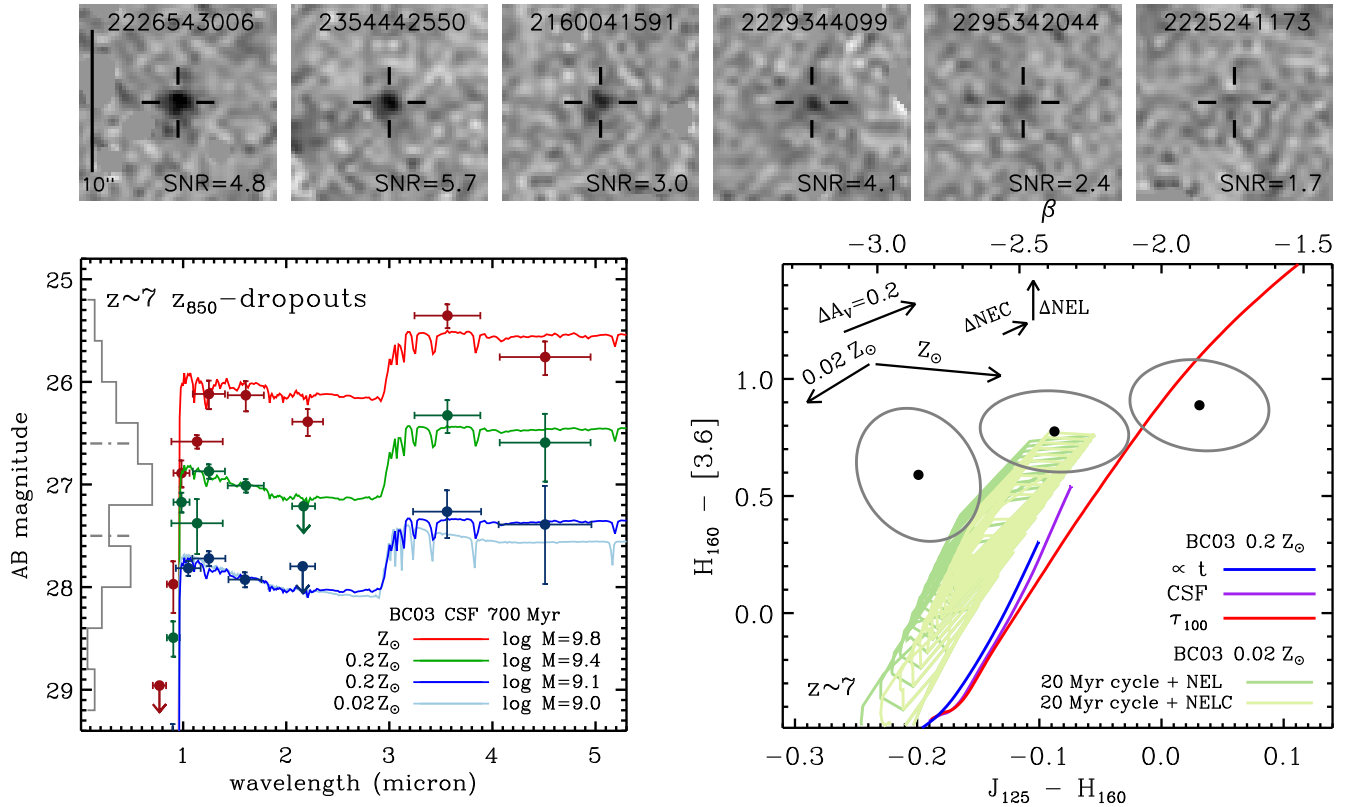 2226543006 2354442550 2160041591 2229344099 2295342044 2225241173
10" SNR=4.8 SNR=5.7 SNR=3.0 SNR=4.1 SNR=2.4 SNR=1.7
z~7 z₈₅₀-dropouts
25
26
27
28
29
AB magnitude
BC03 CSF 700 Myr
Z⊙ log M=9.8
0.2Z⊙ log M=9.4
0.2Z⊙ log M=9.1
0.02Z⊙ log M=9.0
1 2 3 4 5
wavelength (micron)
β
-3.0 -2.5 -2.0 -1.5
ΔAᵥ=0.2
ΔNEC
ΔNEL
0.02 Z⊙
Z⊙
1.0
0.5
0.0
H₁₆₀ - [3.6]
BC03 0.2 Z⊙
∝ t
CSF
τ₁₀₀
BC03 0.02 Z⊙
20 Myr cycle + NEL
20 Myr cycle + NELC
z~7
-0.3 -0.2 -0.1 0.0 0.1
J₁₂₅ - H₁₆₀